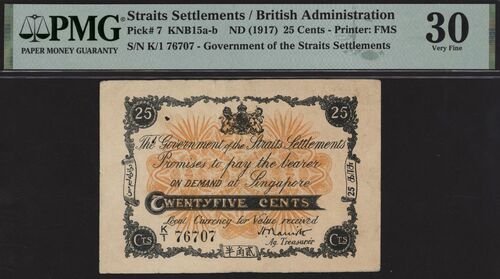 PMG
PAPER MONEY GUARANTY
Straits Settlements / British Administration
Pick# 7 KNB15a-b ND (1917) 25 Cents - Printer: FMS
S/N K/1 76707 - Government of the Straits Settlements
30
Very Fine
25
25
The Government of the Straits Settlements
Promises to pay the bearer
ON DEMAND at Singapore
TWENTYFIVE CENTS
Local Currency for Value received
K/1 76707
Ag. Treasurer
CTS
半角貳
CTS